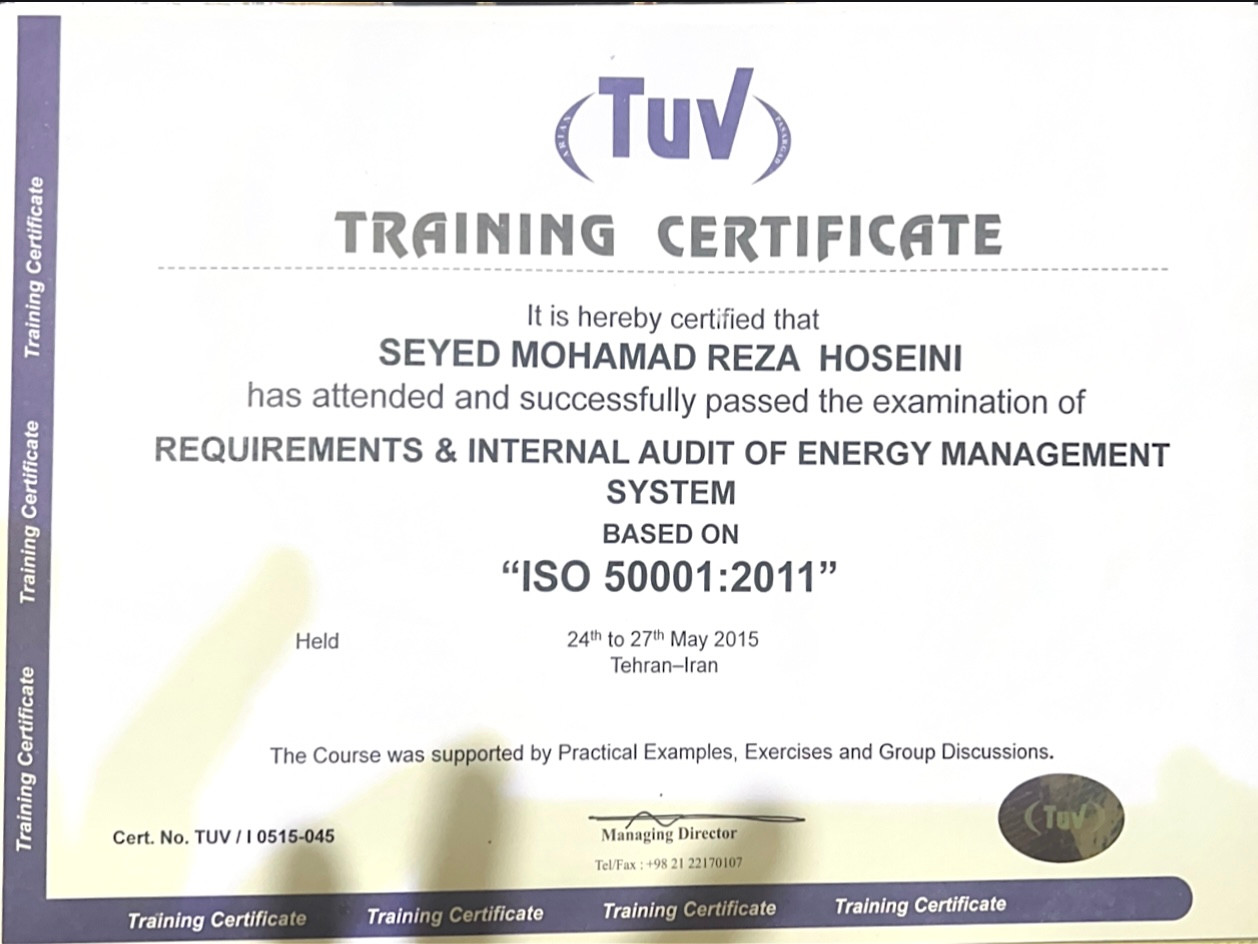 ARIAN TUV PASARGAD
TRAINING CERTIFICATE
It is hereby certified that
SEYED MOHAMAD REZA HOSEINI
has attended and successfully passed the examination of
REQUIREMENTS & INTERNAL AUDIT OF ENERGY MANAGEMENT
SYSTEM
BASED ON
“ISO 50001:2011”
Held 24th to 27th May 2015
Tehran–Iran
The Course was supported by Practical Examples, Exercises and Group Discussions.
Cert. No. TUV / I 0515-045
Managing Director
Tel/Fax : +98 21 22170107
TUV
Training Certificate
Training Certificate
Training Certificate
Training Certificate Training Certificate Training Certificate Training Certificate